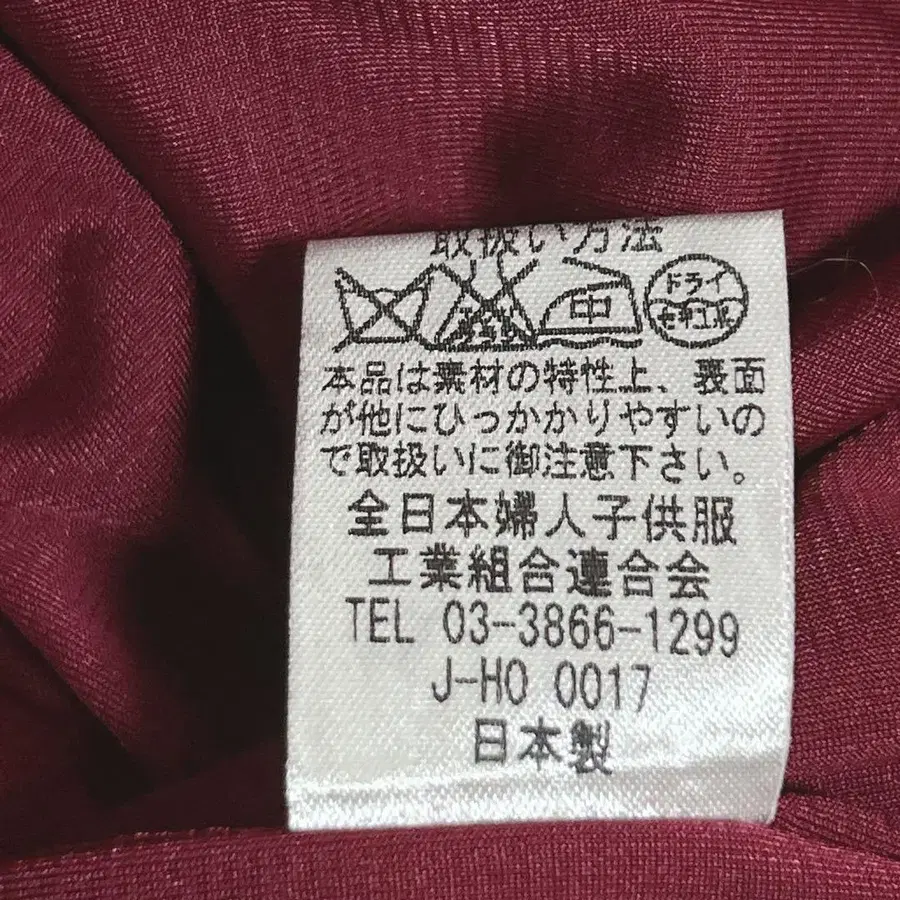 取扱い方法
中
ドライ
本品は素材の特性上、表面
が他にひっかかりやすいの
で取扱いに御注意下さい。
全日本婦人子供服
工業組合連合会
TEL 03-3866-1299
J-HO 0017
日本製